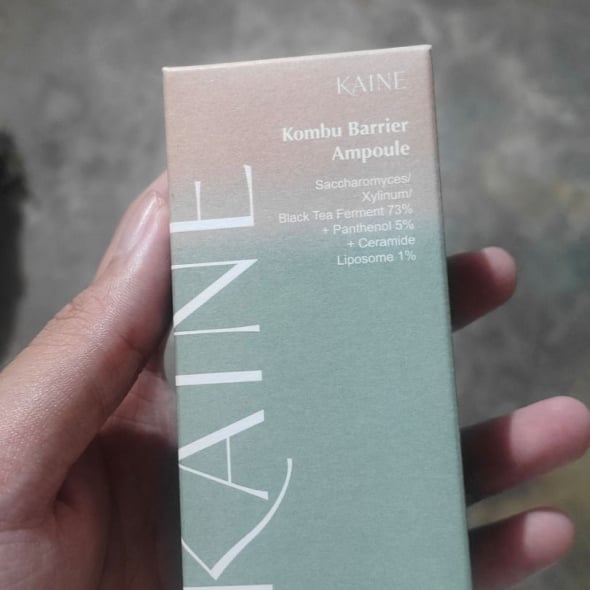 KAINE
Kombu Barrier
Ampoule
Saccharomyces/
Xylinum/
Black Tea Ferment 73%
+ Panthenol 5%
+ Ceramide
Liposome 1%
KAINE